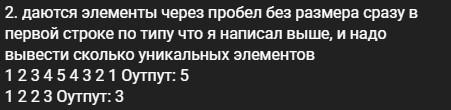 2. даются элементы через пробел без размера сразу в
первой строке по типу что я написал выше, и надо
вывести сколько уникальных элементов
1 2 3 4 5 4 3 2 1 Оутпут: 5
1 2 2 3 Оутпут: 3